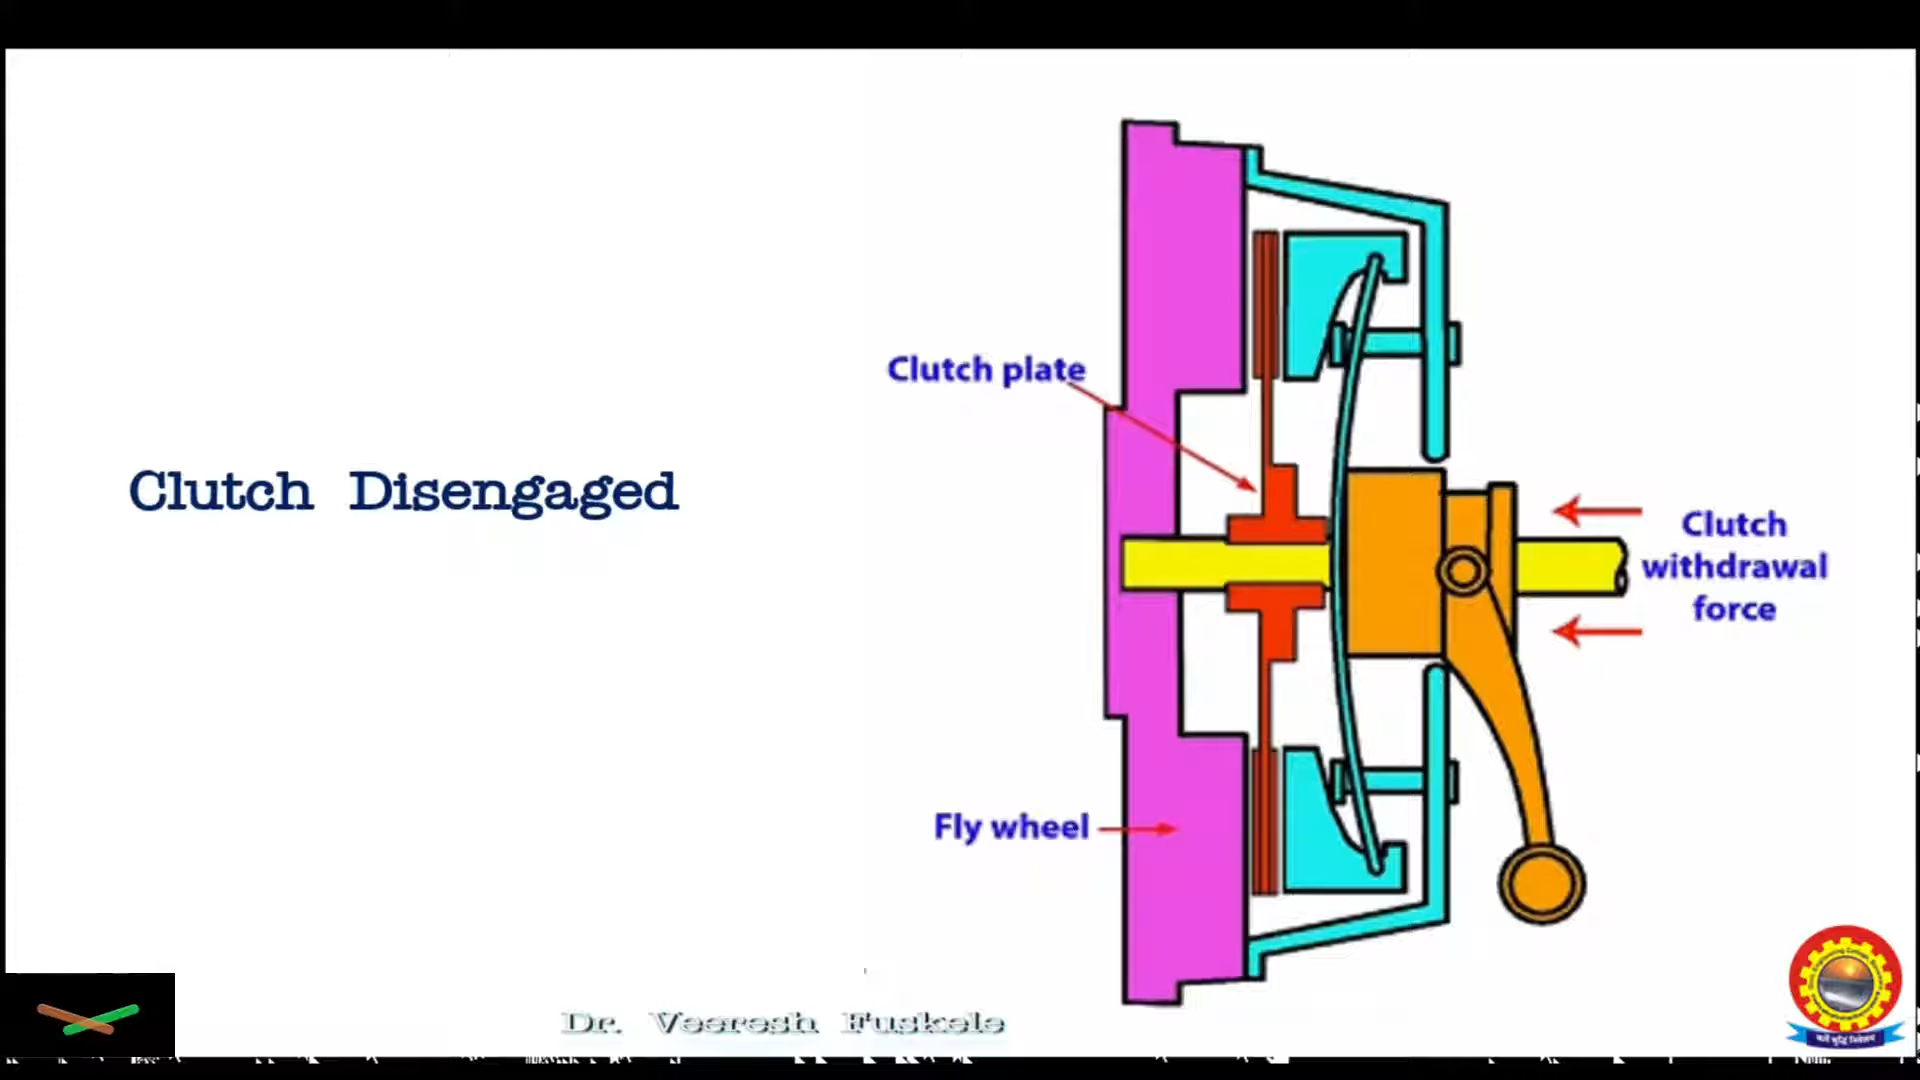 Clutch plate
Clutch Disengaged
Clutch
withdrawal
force
Fly wheel
Dr. Veeresh Fuskele